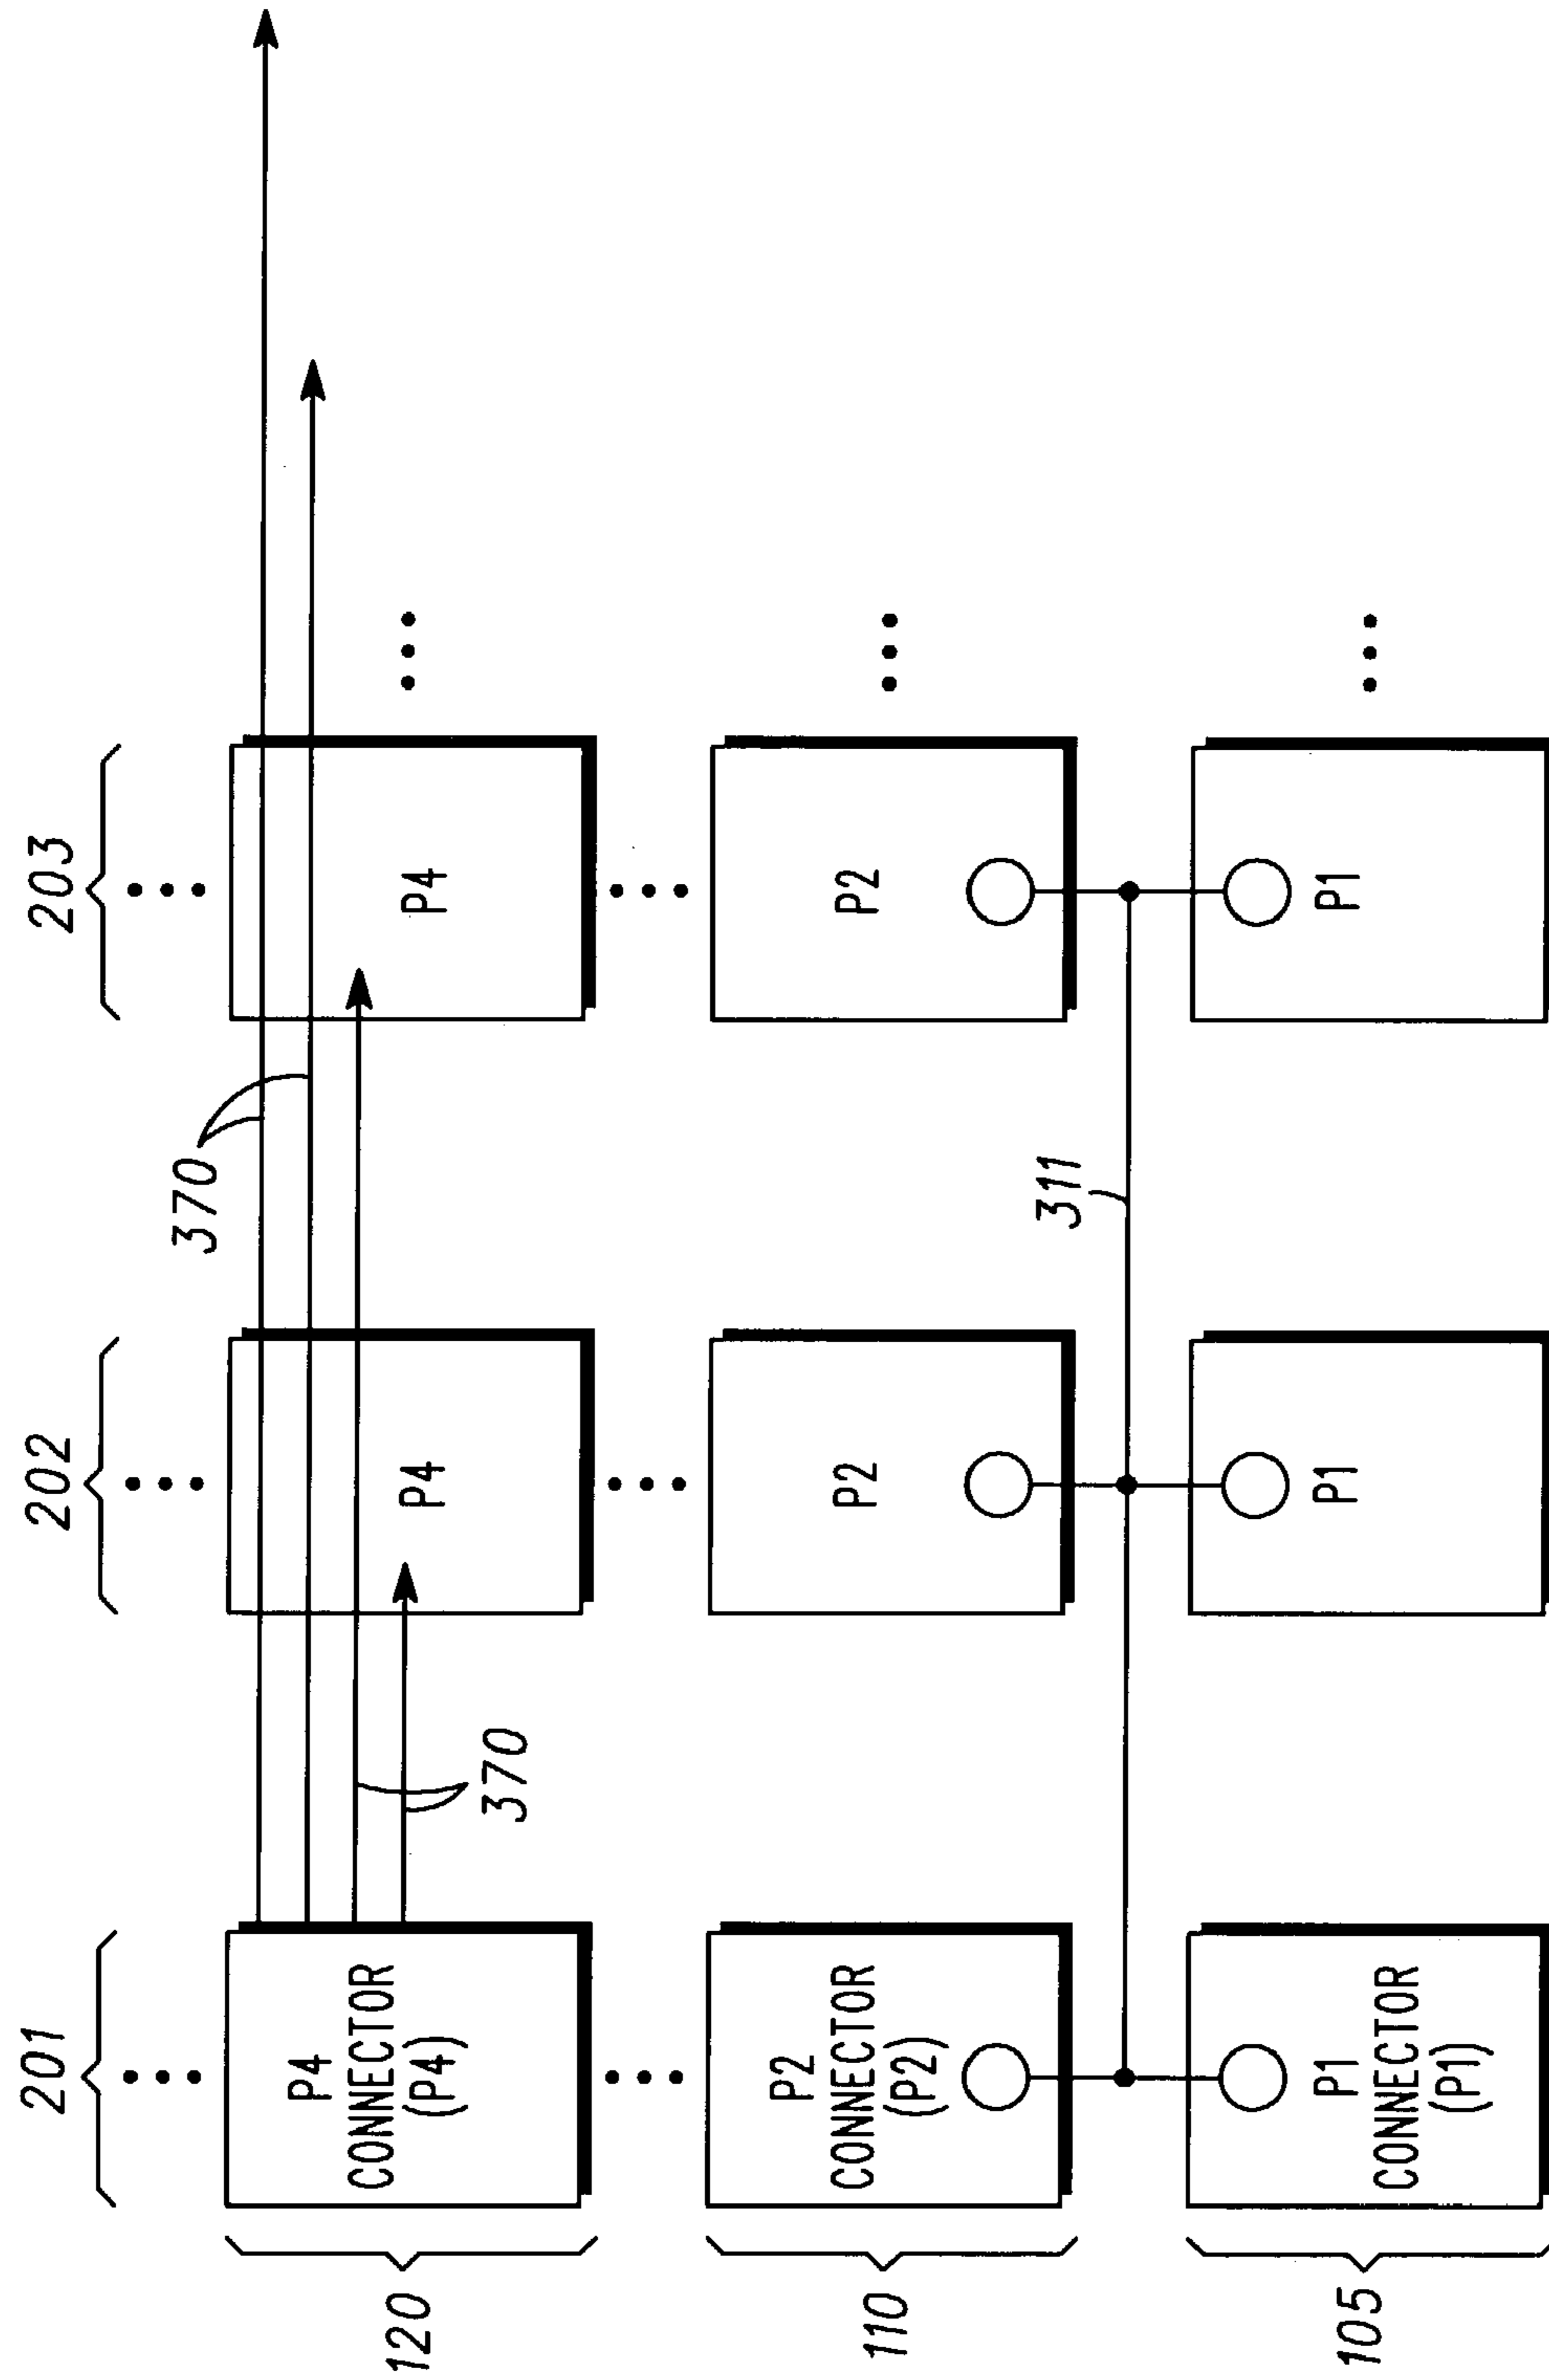 201
202
203
370
120
P4
CONNECTOR
(P4)
P4
P4
370
110
P2
CONNECTOR
(P2)
P2
P2
311
105
P1
CONNECTOR
(P1)
P1
P1